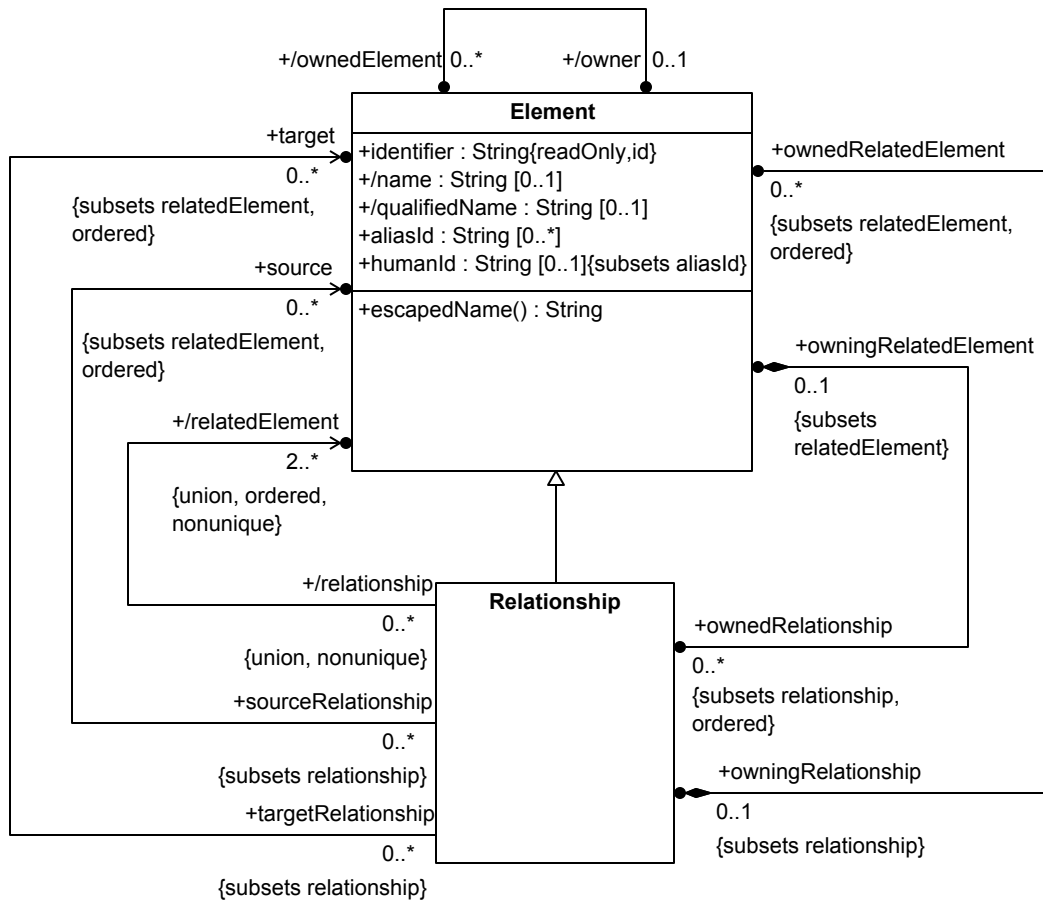 +/ownedElement 0..*
+/owner 0..1
Element
+identifier : String{readOnly,id}
+/name : String [0..1]
+/qualifiedName : String [0..1]
+aliasId : String [0..*]
+humanId : String [0..1]{subsets aliasId}
+escapedName() : String
+target
0..*
{subsets relatedElement,
ordered}
+source
0..*
{subsets relatedElement,
ordered}
+/relatedElement
2..*
{union, ordered,
nonunique}
+ownedRelatedElement
0..*
{subsets relatedElement,
ordered}
+owningRelatedElement
0..1
{subsets
relatedElement}
Relationship
+/relationship
0..*
{union, nonunique}
+sourceRelationship
0..*
{subsets relationship}
+targetRelationship
0..*
{subsets relationship}
+ownedRelationship
0..*
{subsets relationship,
ordered}
+owningRelationship
0..1
{subsets relationship}